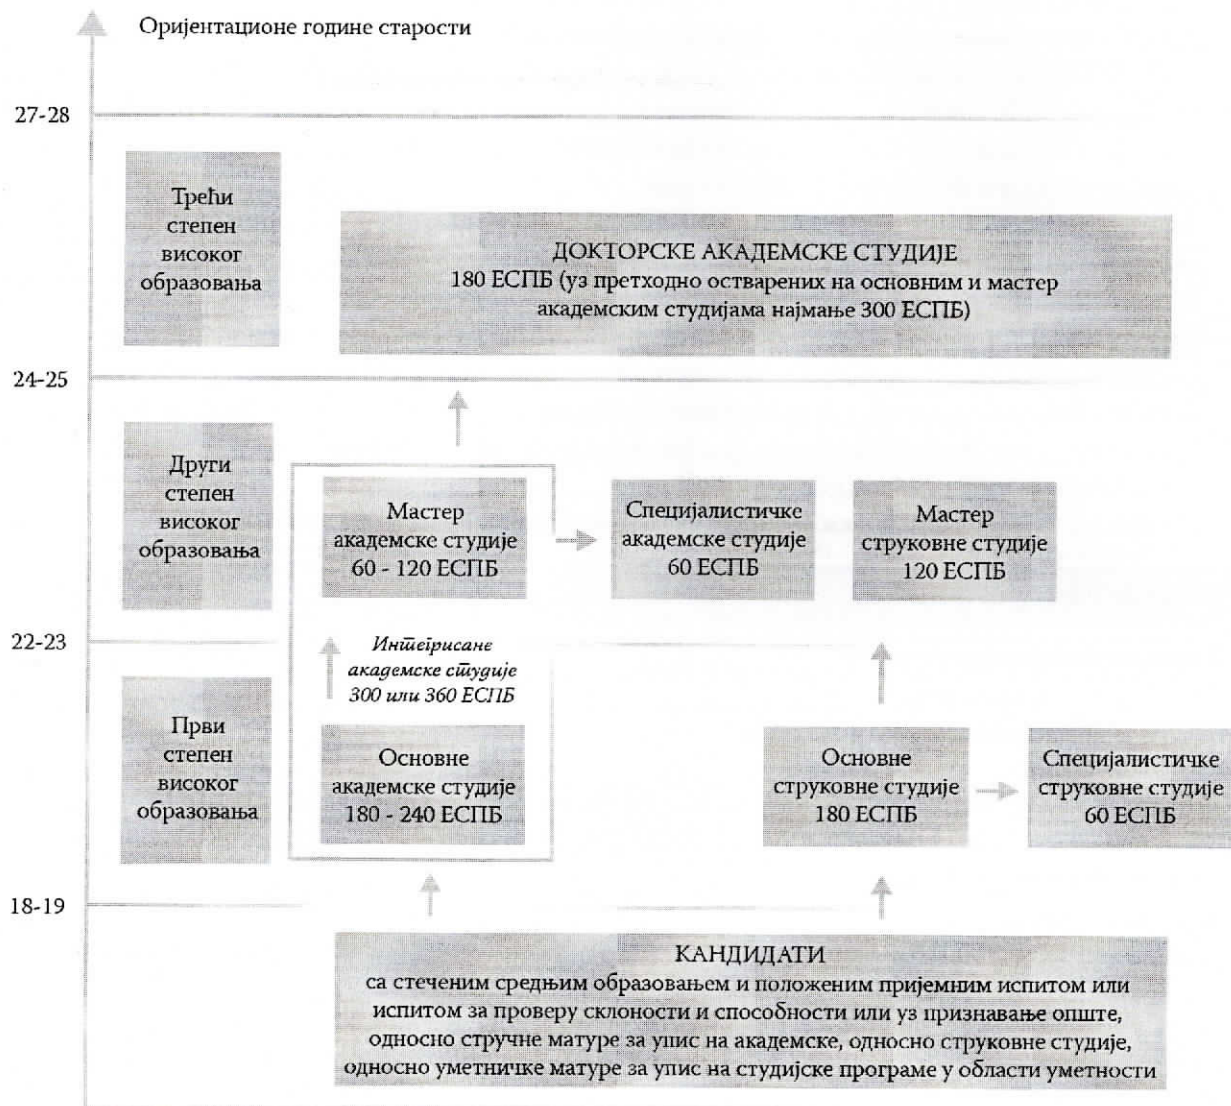 Оријентационе године старости
27-28
Трећи
степен
високог
образовања
ДОКТОРСКЕ АКАДЕМСКЕ СТУДИЈЕ
180 ЕСПБ (уз претходно остварених на основним и мастер
академским студијама најмање 300 ЕСПБ)
24-25
Други
степен
високог
образовања
Мастер
академске студије
60 - 120 ЕСПБ
Специјалистичке
академске студије
60 ЕСПБ
Мастер
струковне студије
120 ЕСПБ
22-23
Интегрисане
академске студије
300 или 360 ЕСПБ
Први
степен
високог
образовања
Основне
академске студије
180 - 240 ЕСПБ
Основне
струковне студије
180 ЕСПБ
Специјалистичке
струковне студије
60 ЕСПБ
18-19
КАНДИДАТИ
са стеченим средњим образовањем и положеним пријемним испитом или
испитом за проверу склоности и способности или уз признавање опште,
односно стручне матуре за упис на академске, односно струковне студије,
односно уметничке матуре за упис на студијске програме у области уметности